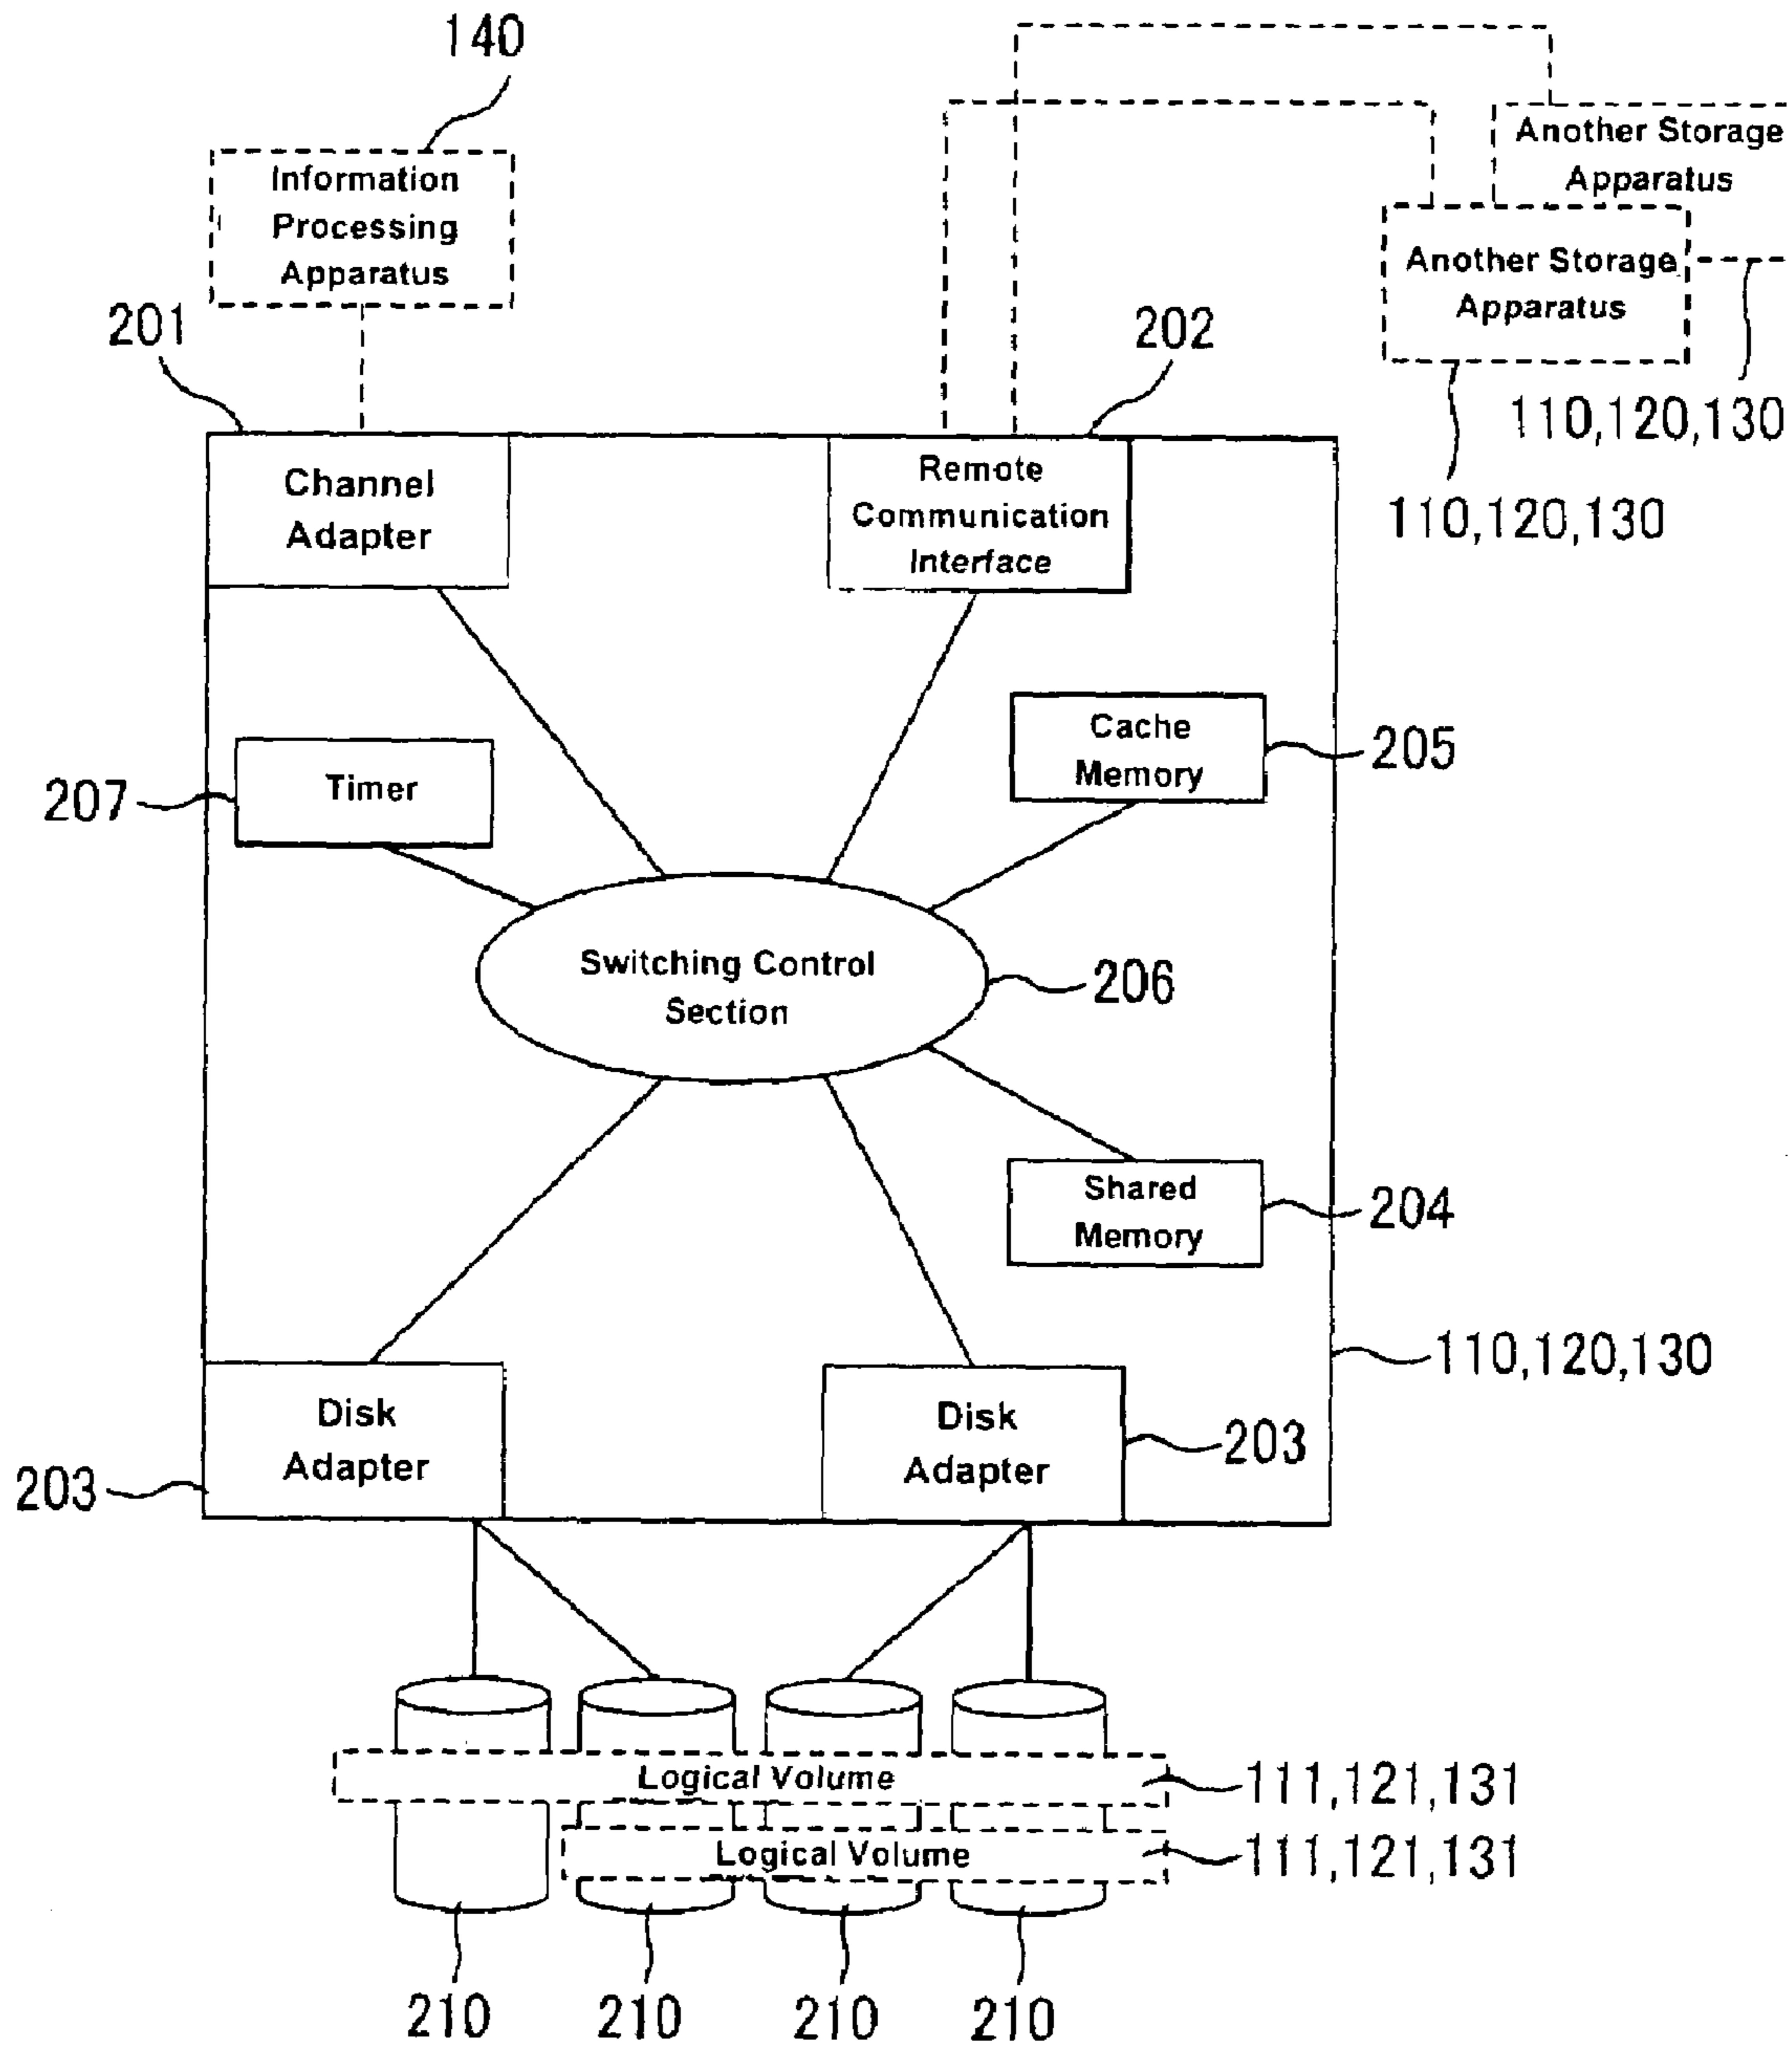 140
Information
Processing
Apparatus
Another Storage
Apparatus
Another Storage
Apparatus
201
202
110,120,130
110,120,130
Channel
Adapter
Remote
Communication
Interface
Cache
Memory
205
Timer
207
Switching Control
Section
206
Shared
Memory
204
110,120,130
Disk
Adapter
203
Disk
Adapter
203
Logical Volume
111,121,131
Logical Volume
111,121,131
210
210
210
210